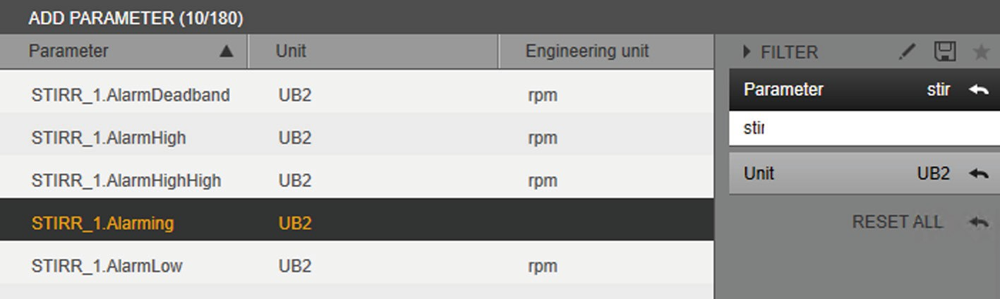 ADD PARAMETER (10/180)
Parameter Unit Engineering unit
STIRR_1.AlarmDeadband UB2 rpm
STIRR_1.AlarmHigh UB2 rpm
STIRR_1.AlarmHighHigh UB2 rpm
STIRR_1.Alarming UB2
STIRR_1.AlarmLow UB2 rpm
FILTER
Parameter stir
stir
Unit UB2
RESET ALL